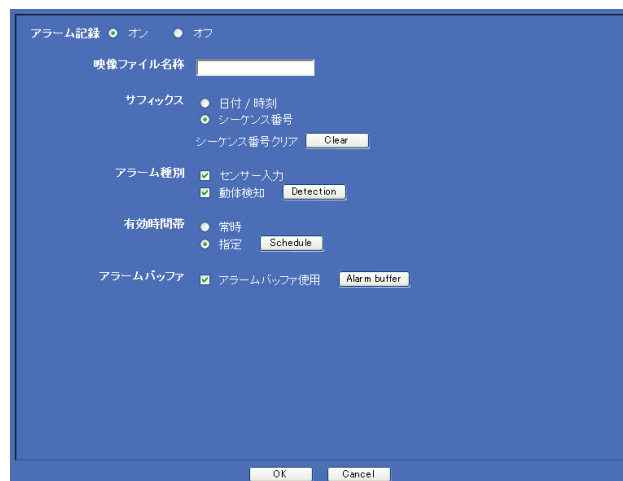 アラーム記録 オン オフ
映像ファイル名称
サフィックス 日付 / 時刻
シーケンス番号
シーケンス番号クリア Clear
アラーム種別 センサー入力
動体検知 Detection
有効時間帯 常時
指定 Schedule
アラームバッファ アラームバッファ使用 Alarm buffer
OK Cancel